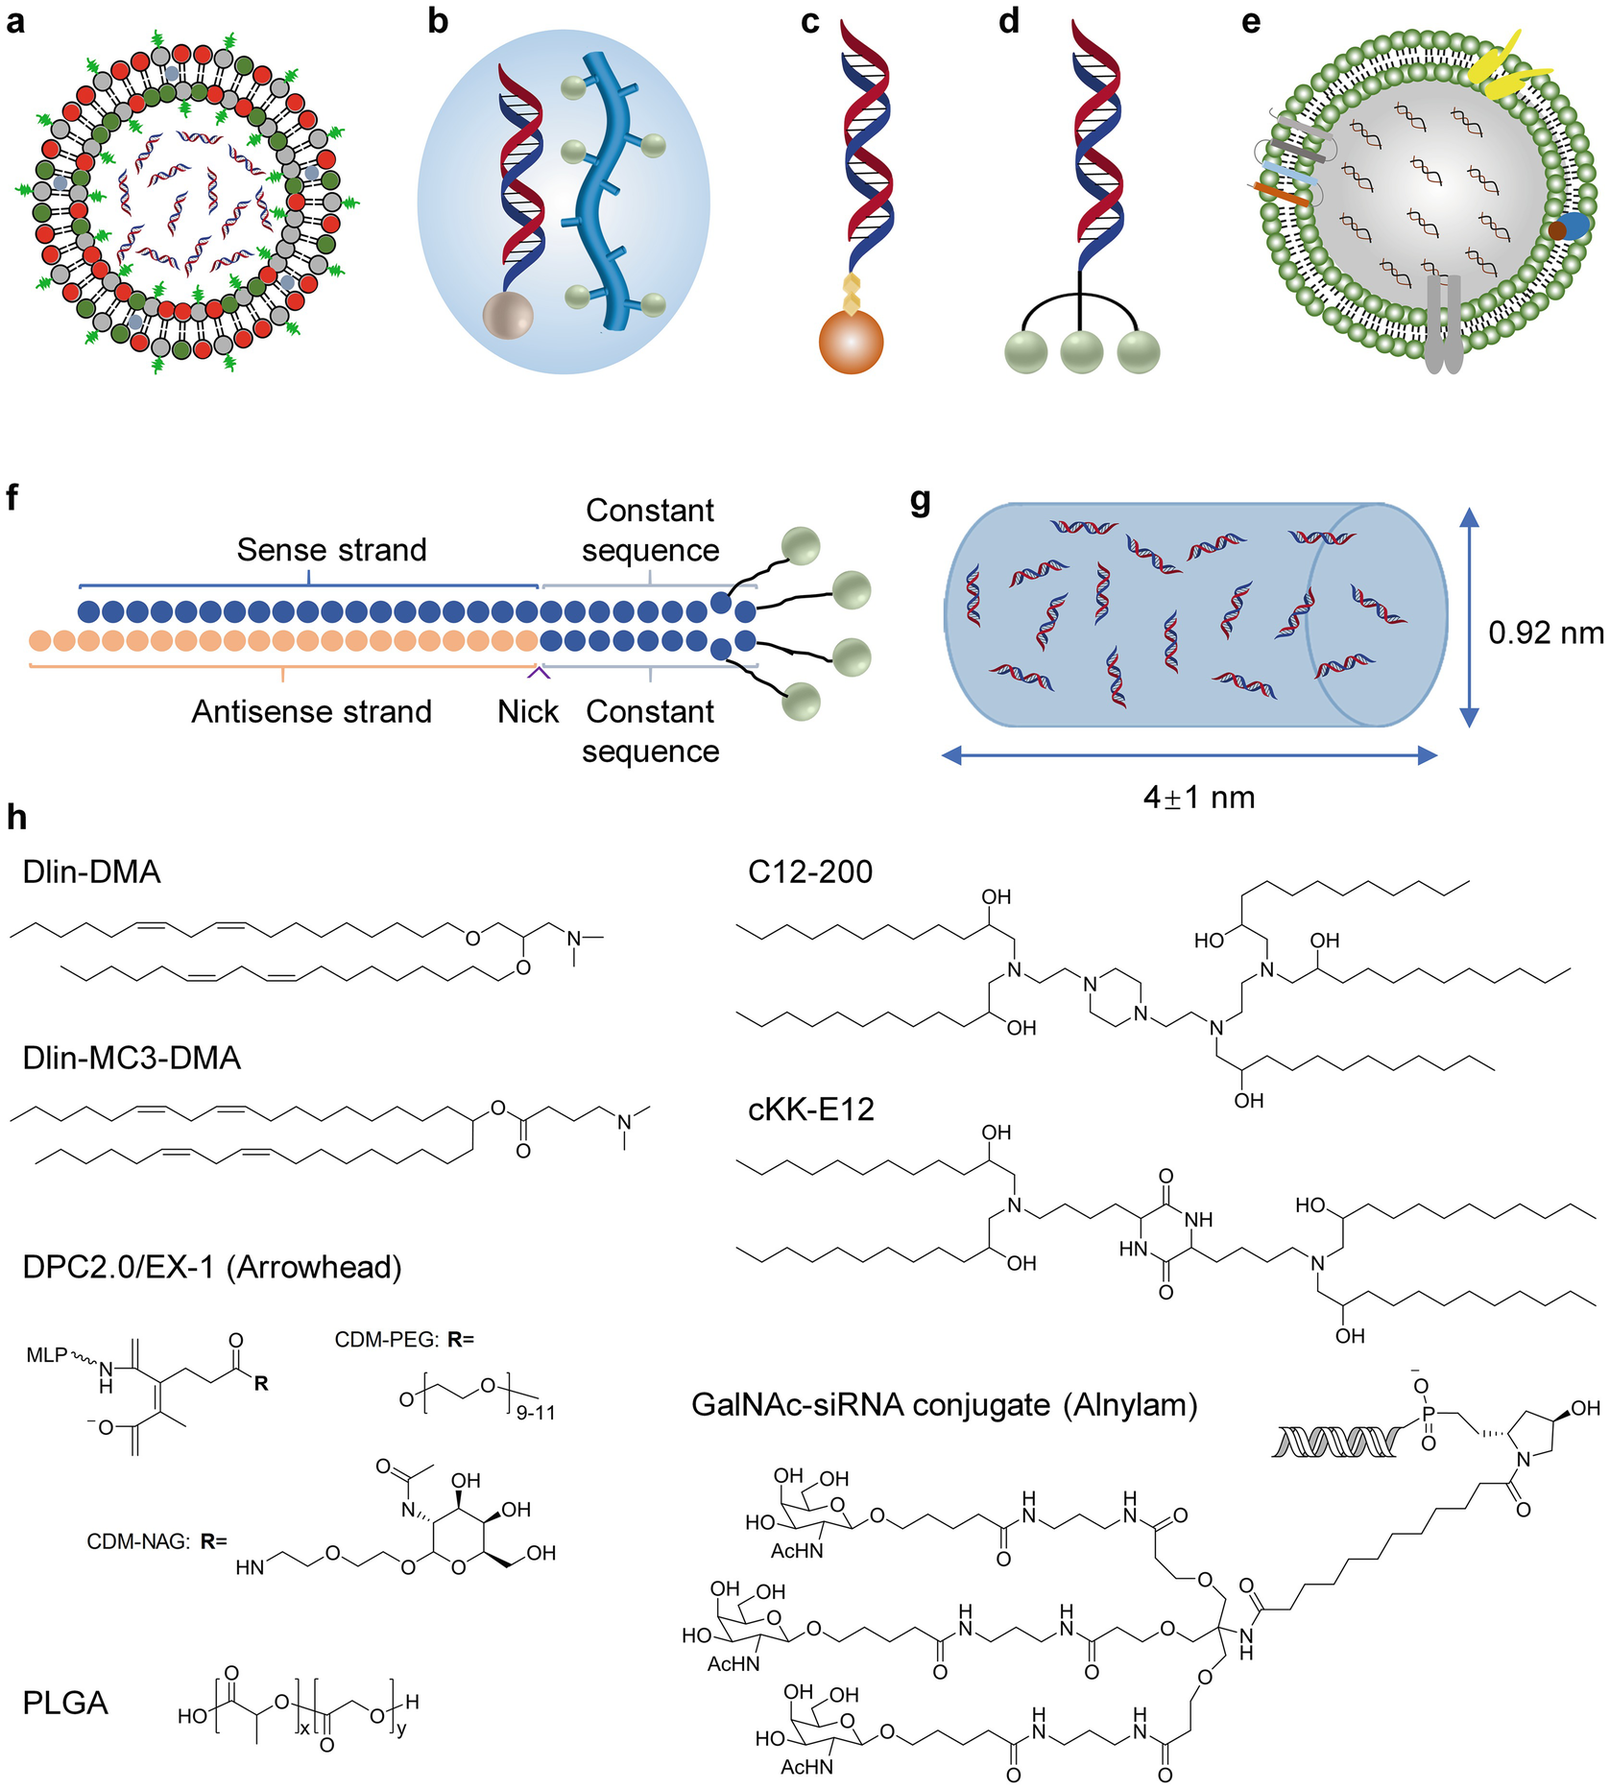 a
b
c
d
e
f
Sense strand
Constant
sequence
Antisense strand
Nick
Constant
sequence
g
0.92 nm
4±1 nm
h
Dlin-DMA
O
O
N
Dlin-MC3-DMA
O
O
N
DPC2.0/EX-1 (Arrowhead)
MLP
N
H
O
R
−O
CDM-PEG: R=
O
O
9-11
CDM-NAG: R=
O
N
OH
OH
HN
O
O
O
OH
PLGA
HO
O
O
x
O
O
y
H
C12-200
OH
N
OH
N
N
N
HO
N
OH
OH
cKK-E12
OH
N
OH
O
NH
HN
O
HO
N
OH
GalNAc-siRNA conjugate (Alnylam)
−
O
P
O
OH
N
O
OH
OH
HO
O
AcHN
O
O
H
N
H
N
O
O
OH
OH
HO
O
AcHN
O
O
H
N
H
N
O
O
O
N
H
OH
OH
HO
O
AcHN
O
O
H
N
H
N
O
O